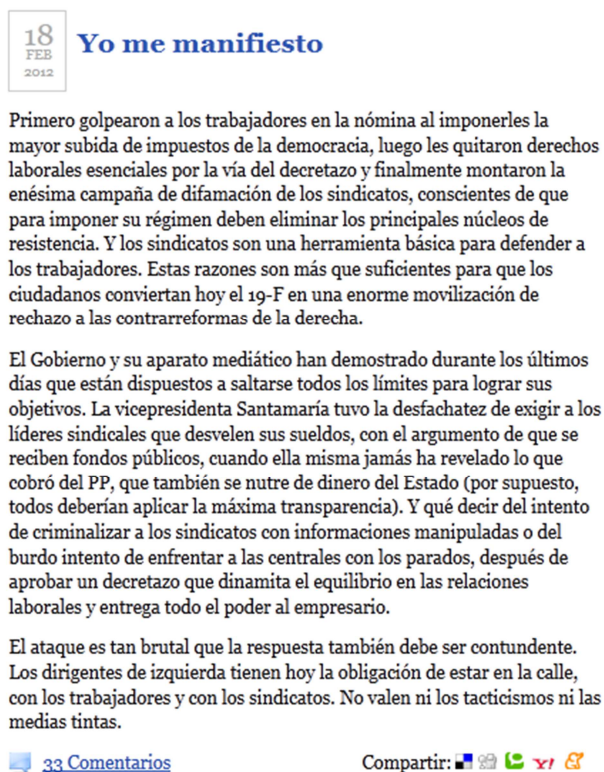 18
FEB
2012
Yo me manifiesto
Primero golpearon a los trabajadores en la nómina al imponerles la
mayor subida de impuestos de la democracia, luego les quitaron derechos
laborales esenciales por la vía del decretazo y finalmente montaron la
enésima campaña de difamación de los sindicatos, conscientes de que
para imponer su régimen deben eliminar los principales núcleos de
resistencia. Y los sindicatos son una herramienta básica para defender a
los trabajadores. Estas razones son más que suficientes para que los
ciudadanos conviertan hoy el 19-F en una enorme movilización de
rechazo a las contrarreformas de la derecha.
El Gobierno y su aparato mediático han demostrado durante los últimos
días que están dispuestos a saltarse todos los límites para lograr sus
objetivos. La vicepresidenta Santamaría tuvo la desfachatez de exigir a los
líderes sindicales que desvelen sus sueldos, con el argumento de que se
reciben fondos públicos, cuando ella misma jamás ha revelado lo que
cobró del PP, que también se nutre de dinero del Estado (por supuesto,
todos deberían aplicar la máxima transparencia). Y qué decir del intento
de criminalizar a los sindicatos con informaciones manipuladas o del
burdo intento de enfrentar a las centrales con los parados, después de
aprobar un decretazo que dinamita el equilibrio en las relaciones
laborales y entrega todo el poder al empresario.
El ataque es tan brutal que la respuesta también debe ser contundente.
Los dirigentes de izquierda tienen hoy la obligación de estar en la calle,
con los trabajadores y con los sindicatos. No valen ni los tacticismos ni las
medias tintas.
33 Comentarios Compartir: Y!